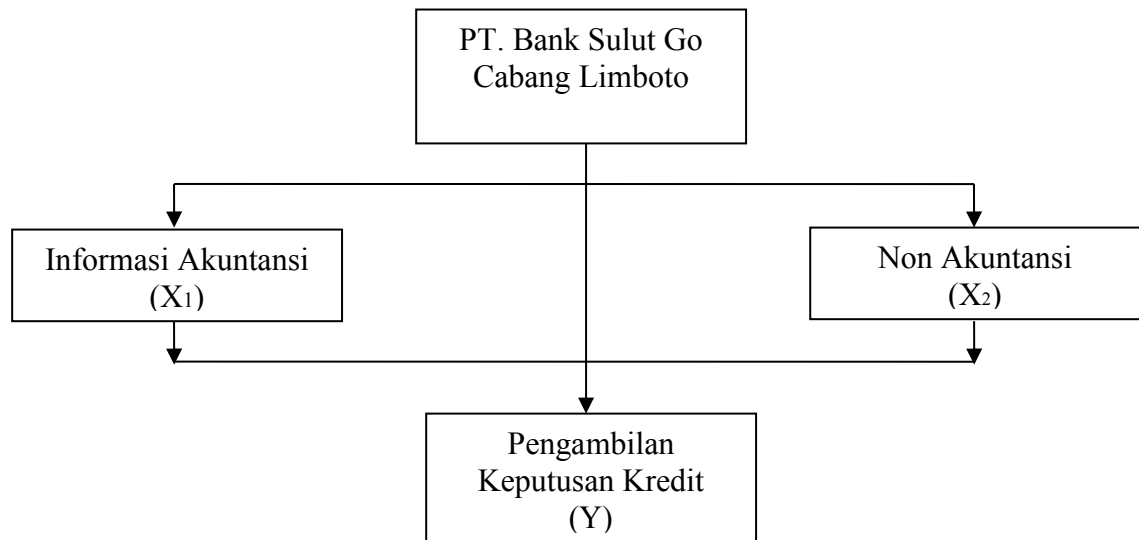 PT. Bank Sulut Go
Cabang Limboto
Informasi Akuntansi
(X1)
Non Akuntansi
(X2)
Pengambilan
Keputusan Kredit
(Y)